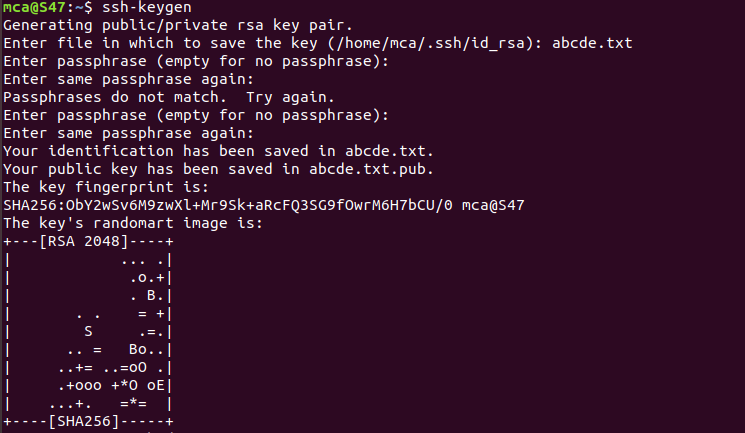 mca@S47:~$ ssh-keygen
Generating public/private rsa key pair.
Enter file in which to save the key (/home/mca/.ssh/id_rsa): abcde.txt
Enter passphrase (empty for no passphrase):
Enter same passphrase again:
Passphrases do not match.  Try again.
Enter passphrase (empty for no passphrase):
Enter same passphrase again:
Your identification has been saved in abcde.txt.
Your public key has been saved in abcde.txt.pub.
The key fingerprint is:
SHA256:ObY2wSv6M9zwXl+Mr9Sk+aRcFQ3SG9fOwrM6H7bCU/0 mca@S47
The key's randomart image is:
+---[RSA 2048]----+
|            ... .|
|             .o.+|
|             . B.|
|       . .    = +|
|        S     .=.|
|      .. =   Bo..|
|     ..+= ..=oO .|
|     .+ooo +*O oE|
|    ...+.   =*=  |
+----[SHA256]-----+